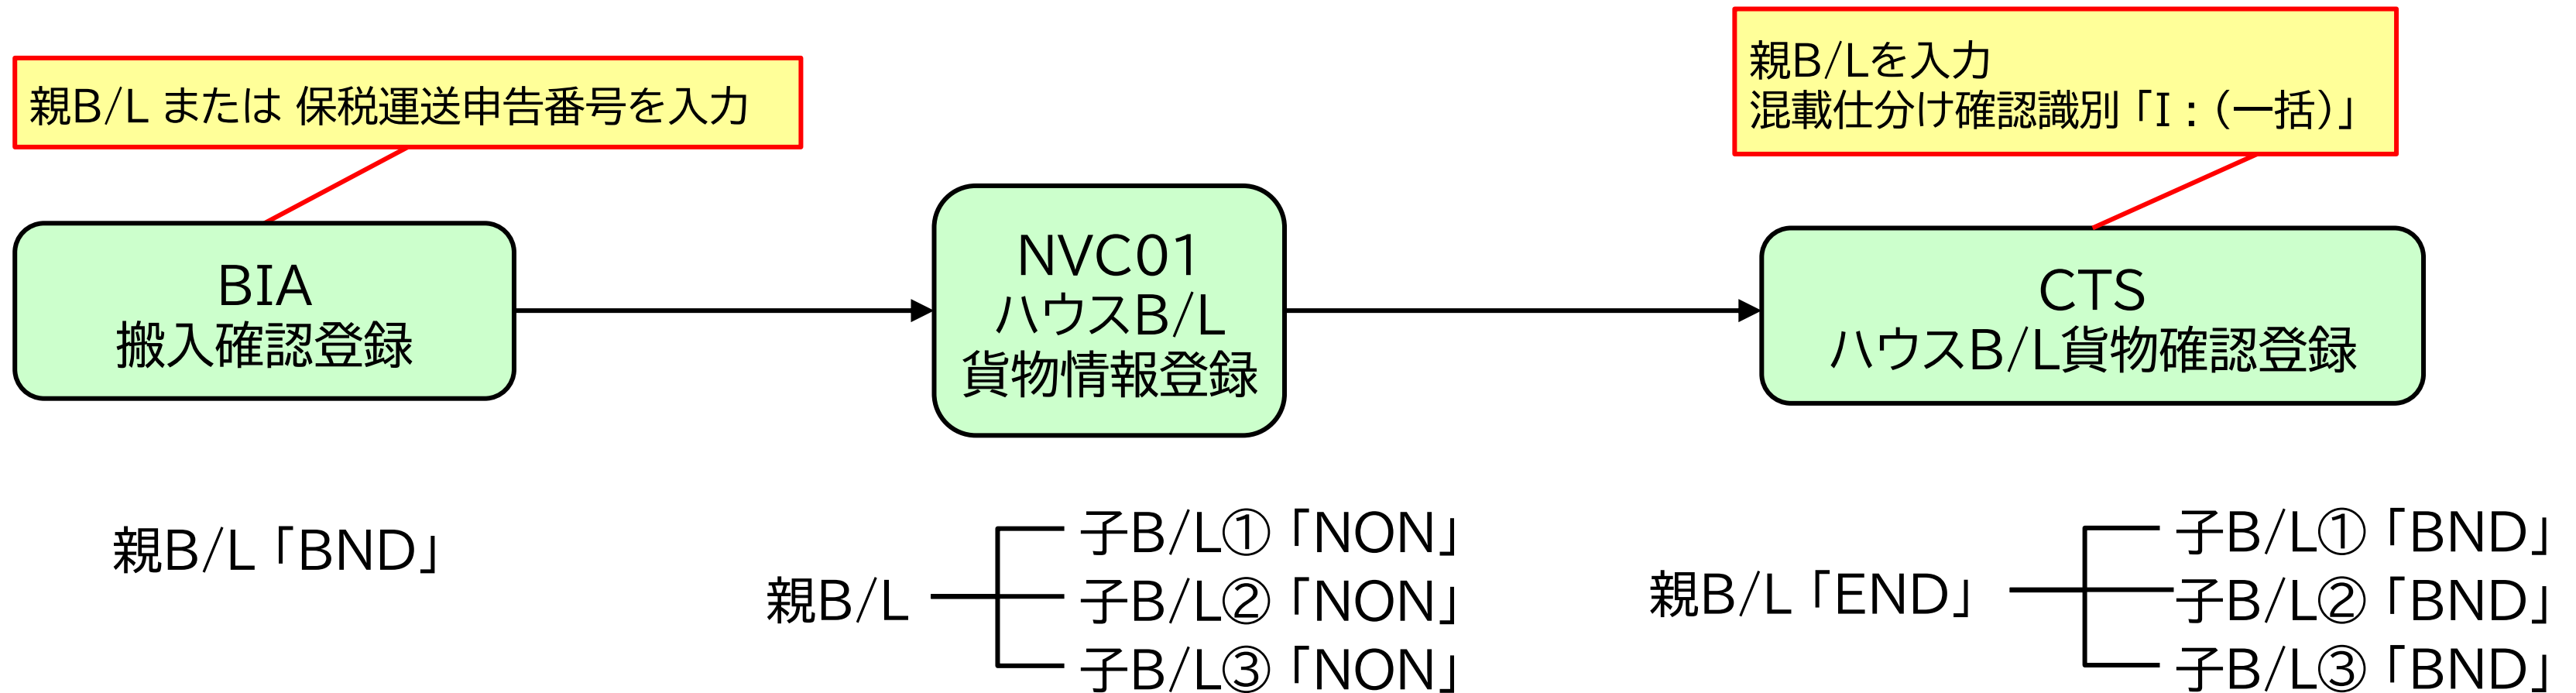 親B/L または 保税運送申告番号を入力
親B/Lを入力
混載仕分け確認識別「I：(一括)」
BIA
搬入確認登録
NVC01
ハウスB/L
貨物情報登録
CTS
ハウスB/L貨物確認登録
親B/L「BND」
親B/L
子B/L①「NON」
子B/L②「NON」
子B/L③「NON」
親B/L「END」
子B/L①「BND」
子B/L②「BND」
子B/L③「BND」